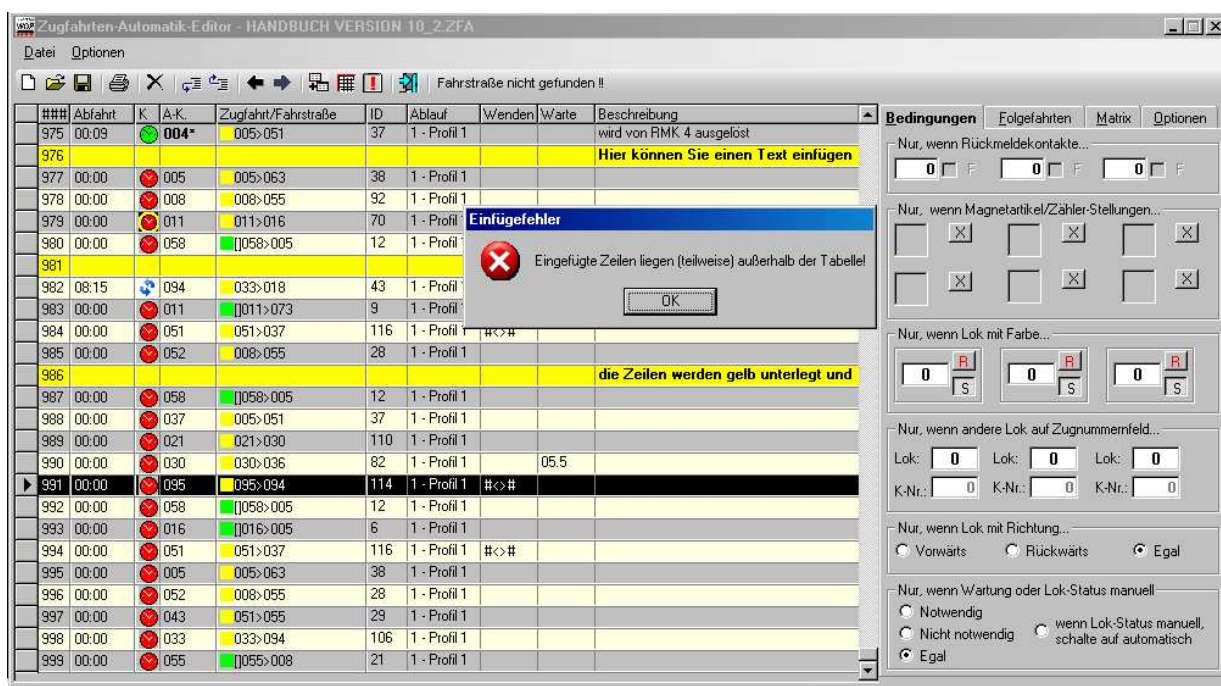 Zugfahrten-Automatik-Editor - HANDBUCH VERSION 10_2.ZFA
Datei Optionen
Fahrstraße nicht gefunden !!
### Abfahrt K A-K. Zugfahrt/Fahrstraße ID Ablauf Wenden Warte Beschreibung
975 00:09 004* 005>051 37 1 - Profil 1 wird von RMK 4 ausgelöst
976 Hier können Sie einen Text einfügen
977 00:00 005 005>063 38 1 - Profil 1
978 00:00 008 008>055 92 1 - Profil 1
979 00:00 011 011>016 70 1 - Profil
980 00:00 058 []058>005 12 1 - Profil
981
982 08:15 094 033>018 43 1 - Profil
983 00:00 011 []011>073 9 1 - Profil
984 00:00 051 051>037 116 1 - Profil 1 #<>#
985 00:00 052 008>055 28 1 - Profil 1
986 die Zeilen werden gelb unterlegt und
987 00:00 058 []058>005 12 1 - Profil 1
988 00:00 037 005>051 37 1 - Profil 1
989 00:00 021 021>030 110 1 - Profil 1
990 00:00 030 030>036 82 1 - Profil 1 05.5
991 00:00 095 095>094 114 1 - Profil 1 #<>#
992 00:00 058 []058>005 12 1 - Profil 1
993 00:00 016 []016>005 6 1 - Profil 1
994 00:00 051 051>037 116 1 - Profil 1 #<>#
995 00:00 005 005>063 38 1 - Profil 1
996 00:00 052 008>055 28 1 - Profil 1
997 00:00 043 051>055 29 1 - Profil 1
998 00:00 033 033>094 106 1 - Profil 1
999 00:00 055 []055>008 21 1 - Profil 1
Einfügefehler
Eingefügte Zeilen liegen (teilweise) außerhalb der Tabelle!
OK
Bedingungen Folgefahrten Matrix Optionen
Nur, wenn Rückmeldekontakte...
0 F 0 F 0 F
Nur, wenn Magnetartikel/Zähler-Stellungen...
X X X
X X X
Nur, wenn Lok mit Farbe...
R R R
0 0 0
S S S
Nur, wenn andere Lok auf Zugnummernfeld...
Lok: 0 Lok: 0 Lok: 0
K-Nr.: 0 K-Nr.: 0 K-Nr.: 0
Nur, wenn Lok mit Richtung...
Vorwärts Rückwärts Egal
Nur, wenn Wartung oder Lok-Status manuell
Notwendig
Nicht notwendig
wenn Lok-Status manuell,
schalte auf automatisch
Egal